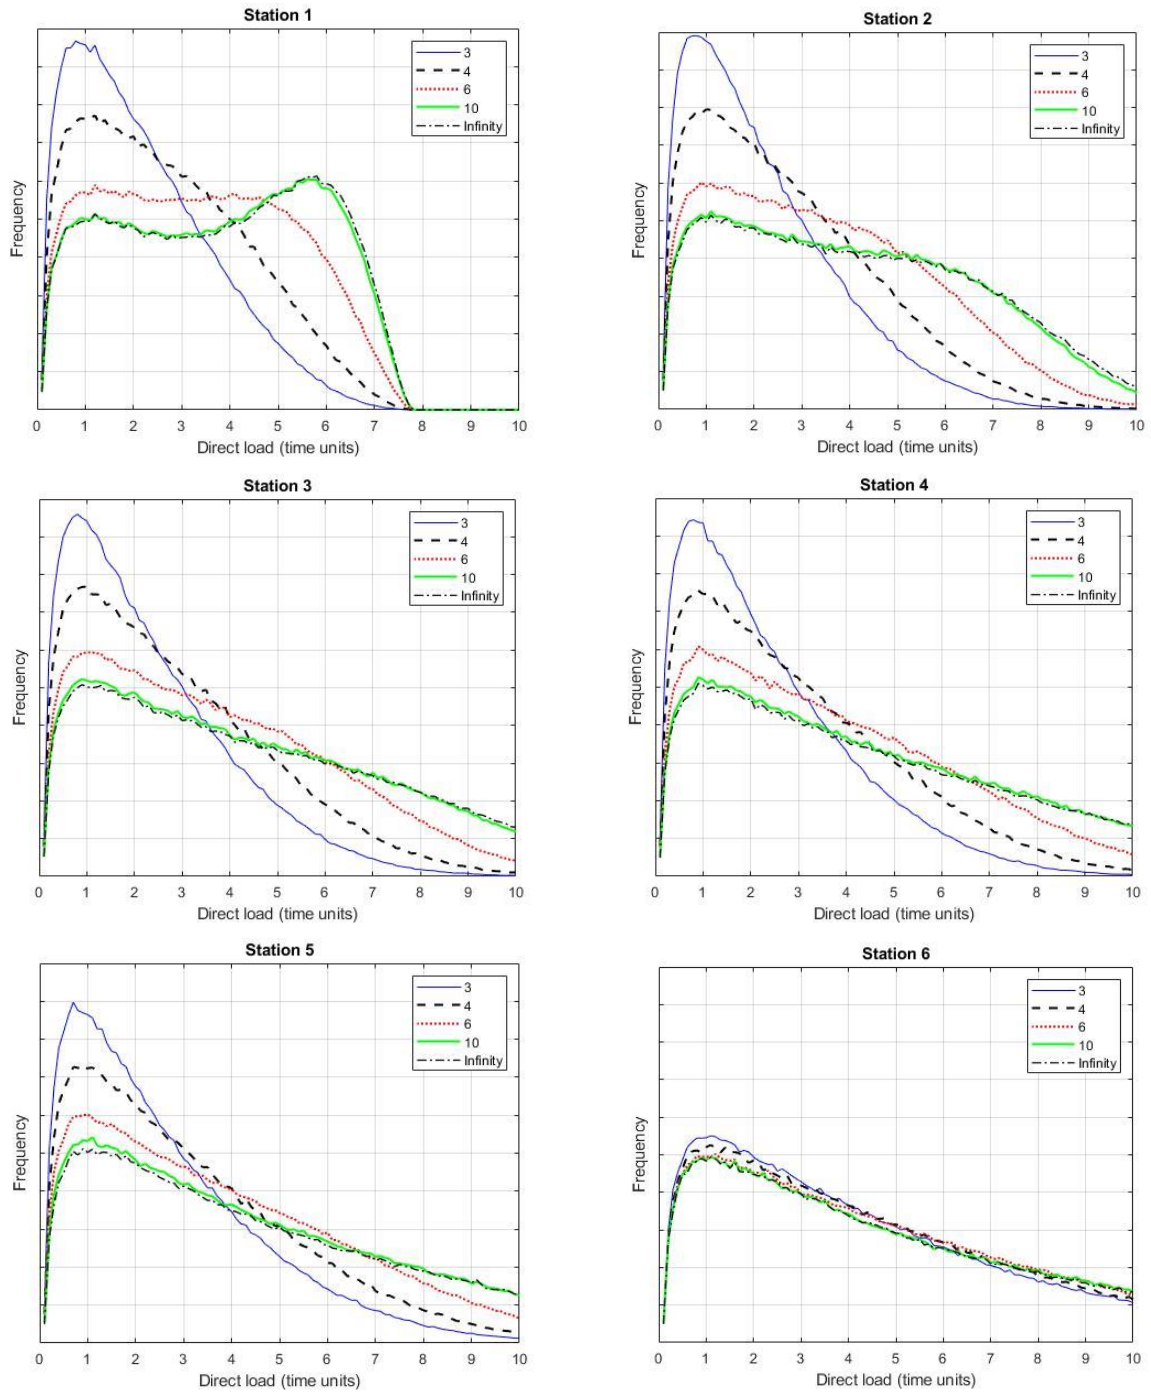 Station 1
3
4
6
10
Infinity
Frequency
0 1 2 3 4 5 6 7 8 9 10
Direct load (time units)
Station 2
3
4
6
10
Infinity
Frequency
0 1 2 3 4 5 6 7 8 9 10
Direct load (time units)
Station 3
3
4
6
10
Infinity
Frequency
0 1 2 3 4 5 6 7 8 9 10
Direct load (time units)
Station 4
3
4
6
10
Infinity
Frequency
0 1 2 3 4 5 6 7 8 9 10
Direct load (time units)
Station 5
3
4
6
10
Infinity
Frequency
0 1 2 3 4 5 6 7 8 9 10
Direct load (time units)
Station 6
3
4
6
10
Infinity
Frequency
0 1 2 3 4 5 6 7 8 9 10
Direct load (time units)